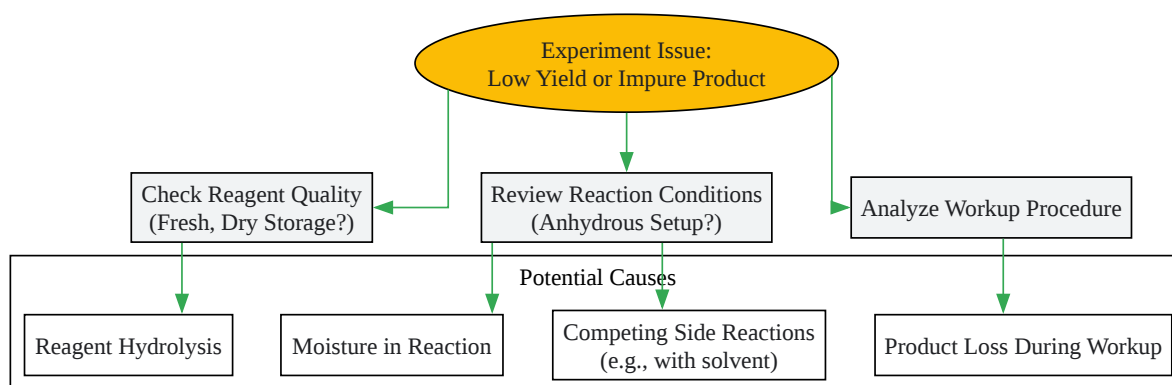 Experiment Issue:
Low Yield or Impure Product
Check Reagent Quality
(Fresh, Dry Storage?)
Review Reaction Conditions
(Anhydrous Setup?)
Analyze Workup Procedure
Potential Causes
Reagent Hydrolysis
Moisture in Reaction
Competing Side Reactions
(e.g., with solvent)
Product Loss During Workup